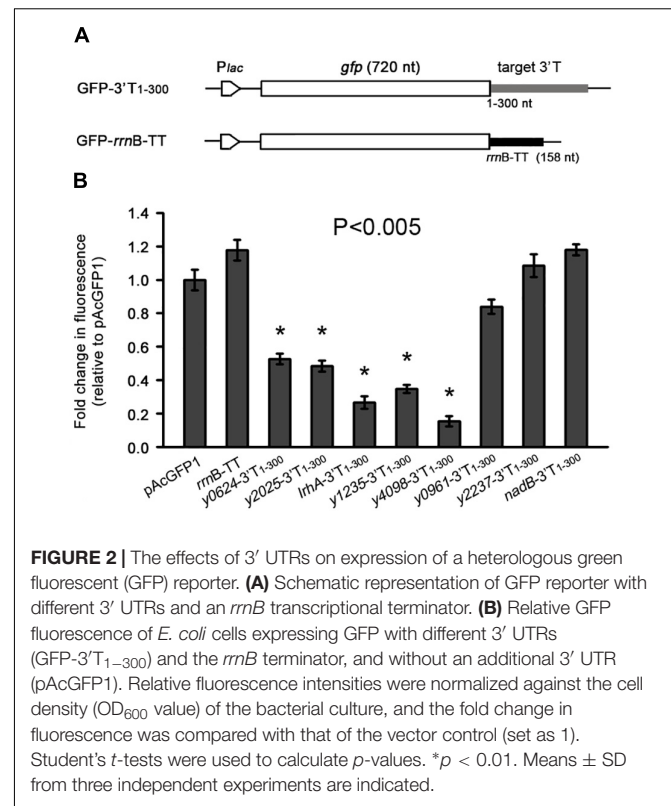 A
Plac
gfp (720 nt)
target 3'T
GFP-3'T1-300
1-300 nt
GFP-rrnB-TT
rrnB-TT (158 nt)
B
Fold change in fluorescence
(relative to pAcGFP1)
1.4
1.2
1.0
0.8
0.6
0.4
0.2
0.0
P<0.005
*
*
*
*
*
pAcGFP1
rrnB-TT
y0624-3'T1-300
y2025-3'T1-300
lrhA-3'T1-300
y1235-3'T1-300
y4098-3'T1-300
y0961-3'T1-300
y2237-3'T1-300
nadB-3'T1-300
FIGURE 2 | The effects of 3′ UTRs on expression of a heterologous green
fluorescent (GFP) reporter. (A) Schematic representation of GFP reporter with
different 3′ UTRs and an rrnB transcriptional terminator. (B) Relative GFP
fluorescence of E. coli cells expressing GFP with different 3′ UTRs
(GFP-3′T1−300) and the rrnB terminator, and without an additional 3′ UTR
(pAcGFP1). Relative fluorescence intensities were normalized against the cell
density (OD600 value) of the bacterial culture, and the fold change in
fluorescence was compared with that of the vector control (set as 1).
Student's t-tests were used to calculate p-values. *p < 0.01. Means ± SD
from three independent experiments are indicated.